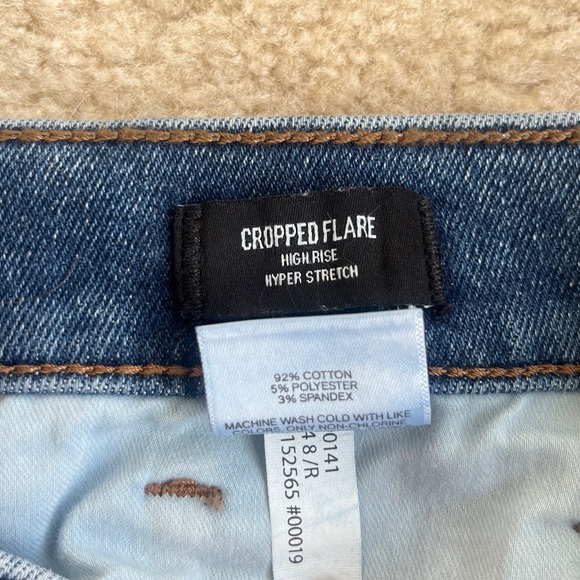 CROPPED FLARE
HIGH RISE
HYPER STRETCH
92% COTTON
5% POLYESTER
3% SPANDEX
MACHINE WASH COLD WITH LIKE
COLORS. ONLY NON-CHLORINE
0141
4 8/R
152565 #00019